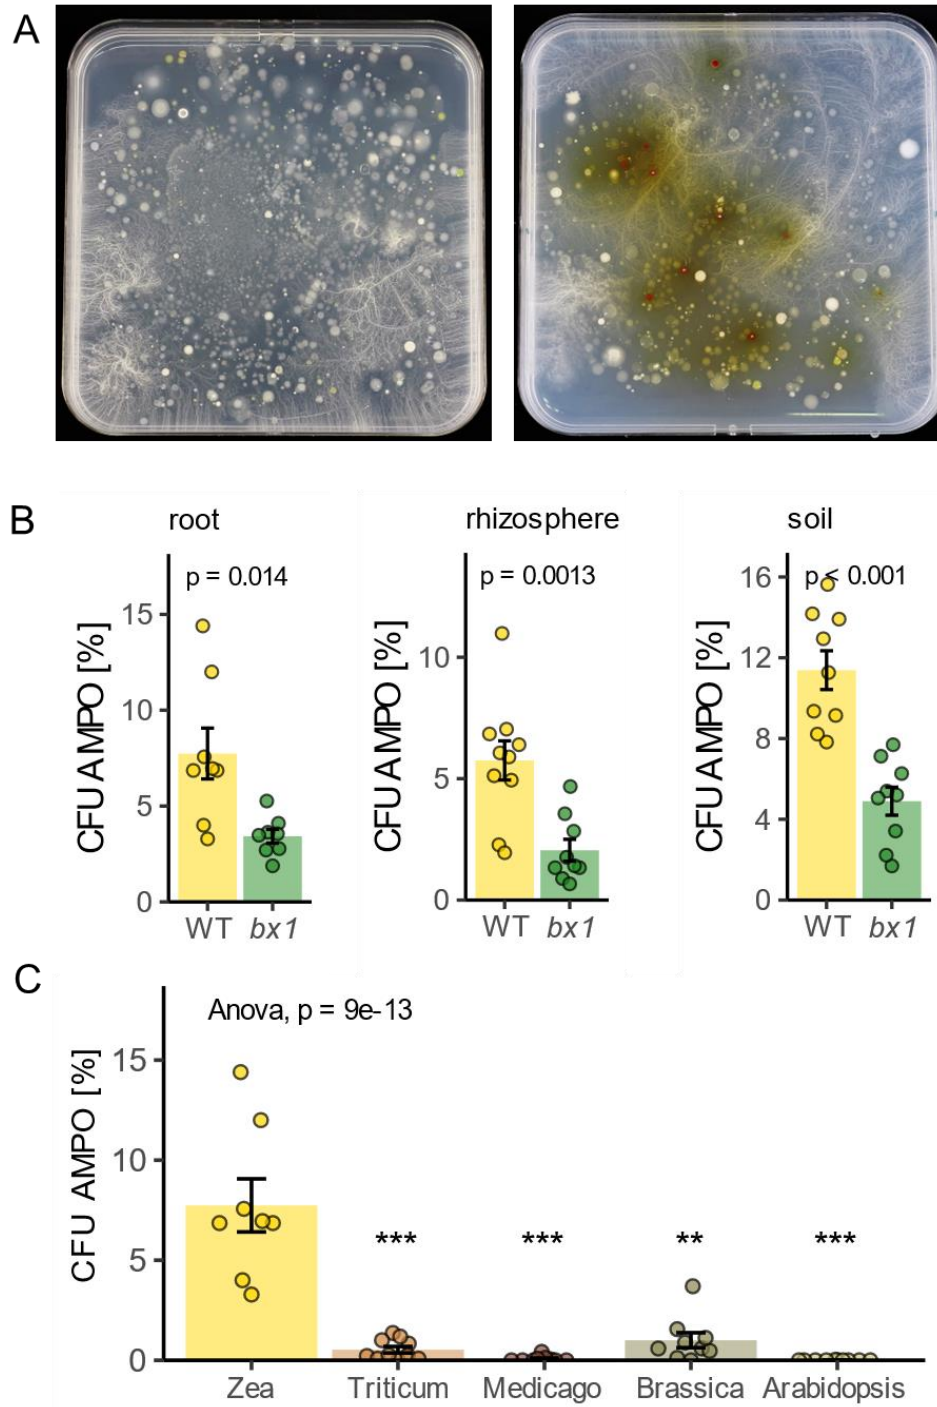 A
B
root
rhizosphere
soil
p = 0.014
p = 0.0013
p < 0.001
CFU AMPO [%]
15
10
5
0
WT bx1
CFU AMPO [%]
10
5
0
WT bx1
CFU AMPO [%]
16
12
8
4
0
WT bx1
C
Anova, p = 9e-13
CFU AMPO [%]
15
10
5
0
*** *** ** ***
Zea Triticum Medicago Brassica Arabidopsis